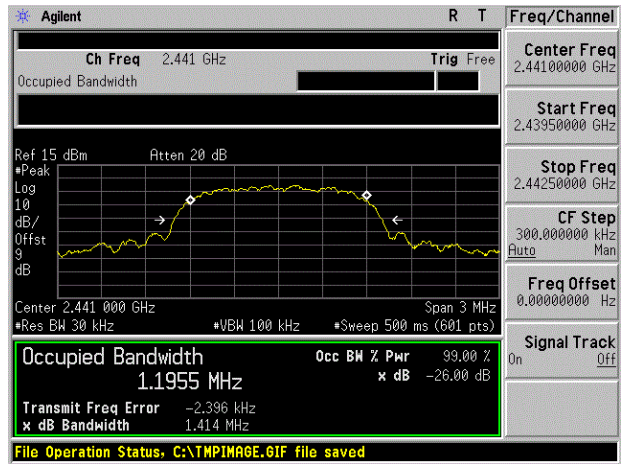 Agilent R T Freq/Channel
Ch Freq 2.441 GHz Trig Free
Occupied Bandwidth
Center Freq
2.44100000 GHz
Start Freq
2.43950000 GHz
Stop Freq
2.44250000 GHz
CF Step
300.000000 kHz
Auto Man
Freq Offset
0.00000000 Hz
Signal Track
On Off
Ref 15 dBm Atten 20 dB
#Peak
Log
10
dB/
Offst
9
dB
Center 2.441 000 GHz Span 3 MHz
#Res BW 30 kHz #VBW 100 kHz #Sweep 500 ms (601 pts)
Occupied Bandwidth Occ BW % Pwr 99.00 %
1.1955 MHz x dB -26.00 dB
Transmit Freq Error -2.396 kHz
x dB Bandwidth 1.414 MHz
File Operation Status, C:\TMPIMAGE.GIF file saved